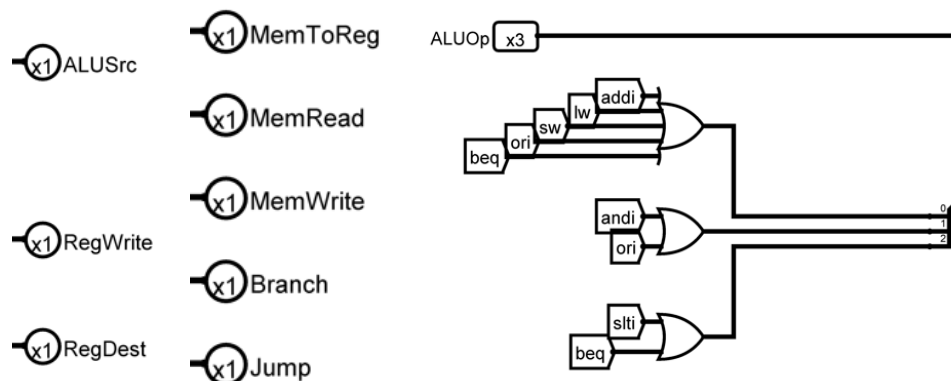 x1 ALUSrc
x1 RegWrite
x1 RegDest
x1 MemToReg
x1 MemRead
x1 MemWrite
x1 Branch
x1 Jump
ALUOp x3
addi
lw
sw
ori
beq
andi
ori
slti
beq
0
1
2